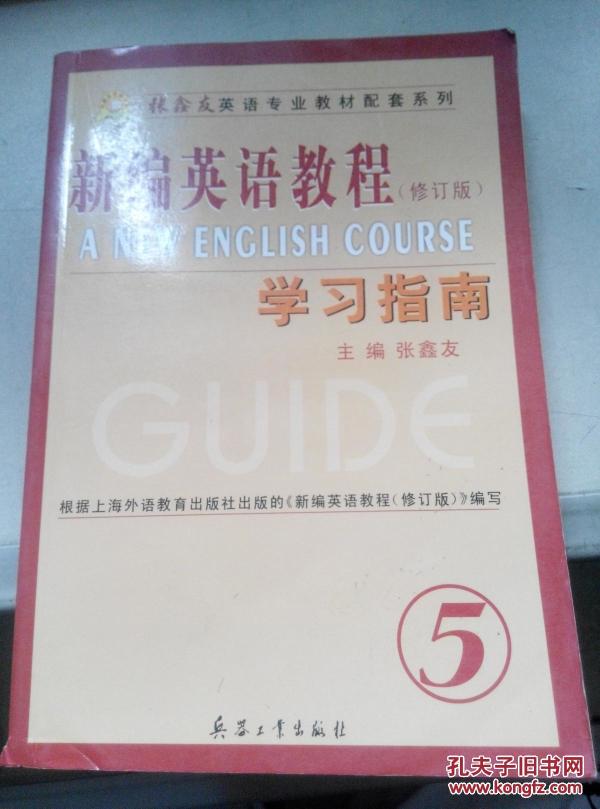 张鑫友英语专业教材配套系列
新编英语教程(修订版)
A NEW ENGLISH COURSE
学习指南
主编 张鑫友
GUIDE
根据上海外语教育出版社出版的《新编英语教程(修订版)》编写
5
兵器工业出版社
孔夫子旧书网
www.kongfz.com